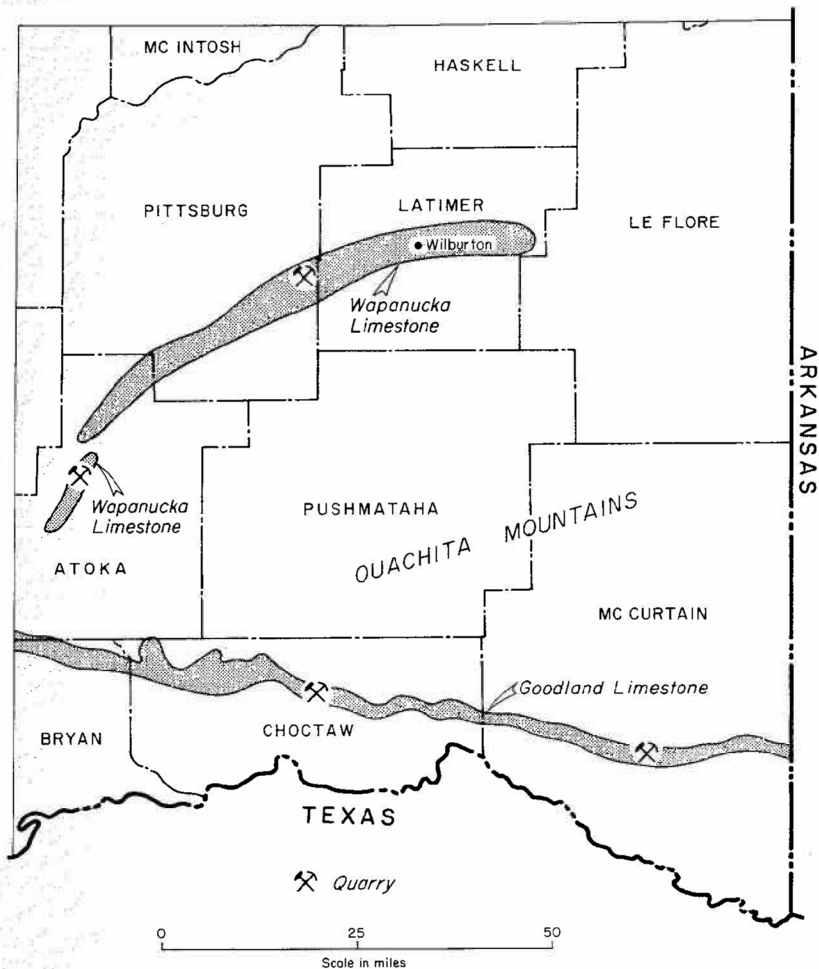 MC INTOSH
HASKELL
PITTSBURG
LATIMER
LE FLORE
Wilburton
Wapanucka
Limestone
ARKANSAS
Wapanucka
Limestone
PUSHMATAHA
OUACHITA MOUNTAINS
ATOKA
MC CURTAIN
Goodland Limestone
BRYAN
CHOCTAW
TEXAS
Quarry
0 25 50
Scale in miles